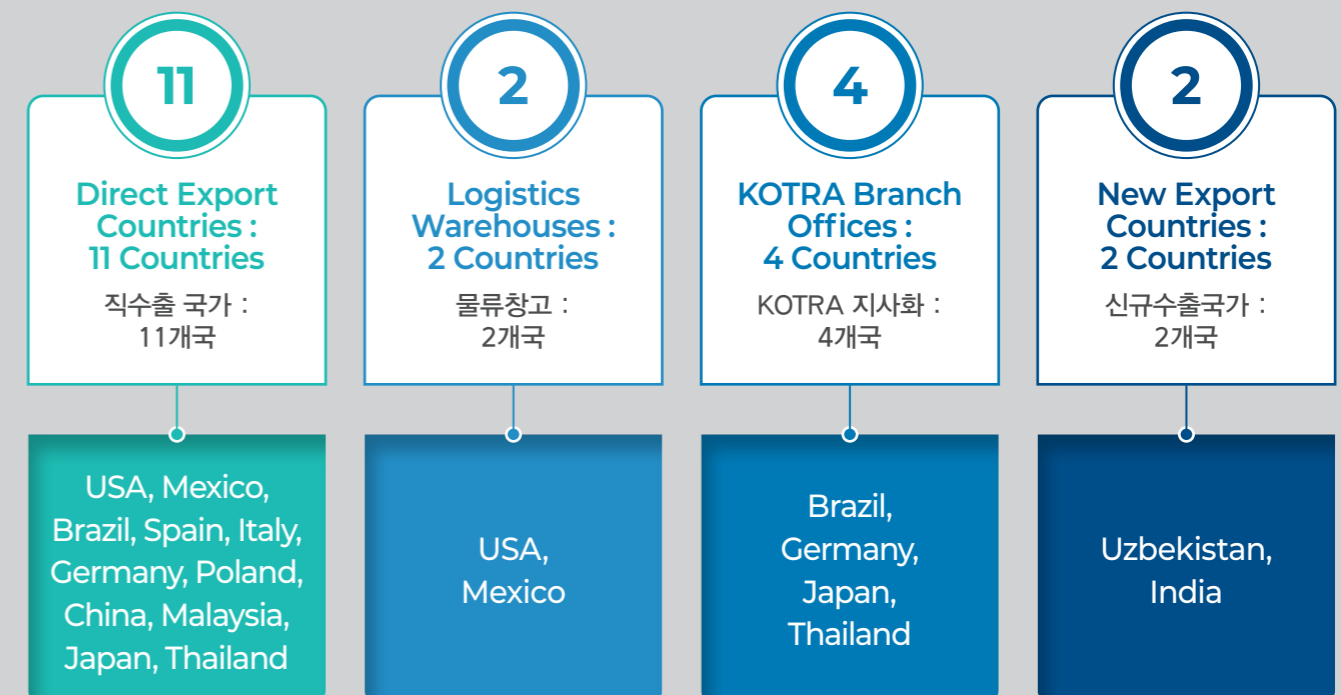 11
Direct Export
Countries :
11 Countries
직수출 국가 :
11개국
USA, Mexico,
Brazil, Spain, Italy,
Germany, Poland,
China, Malaysia,
Japan, Thailand
2
Logistics
Warehouses :
2 Countries
물류창고 :
2개국
USA,
Mexico
4
KOTRA Branch
Offices :
4 Countries
KOTRA 지사화 :
4개국
Brazil,
Germany,
Japan,
Thailand
2
New Export
Countries :
2 Countries
신규수출국가 :
2개국
Uzbekistan,
India